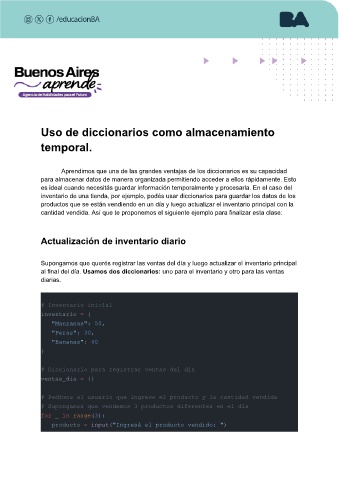 /educacionBA
BA
Buenos Aires
aprende
Agencia de Habilidades para el Futuro
Uso de diccionarios como almacenamiento
temporal.
Aprendimos que una de las grandes ventajas de los diccionarios es su capacidad
para almacenar datos de manera organizada permitiendo acceder a ellos rápidamente. Esto
es ideal cuando necesitás guardar información temporalmente y procesarla. En el caso del
inventario de una tienda, por ejemplo, podés usar diccionarios para guardar los datos de los
productos que se están vendiendo en un día y luego actualizar el inventario principal con la
cantidad vendida. Así que te proponemos el siguiente ejemplo para finalizar esta clase:
Actualización de inventario diario
Supongamos que querés registrar las ventas del día y luego actualizar el inventario principal
al final del día. Usamos dos diccionarios: uno para el inventario y otro para las ventas
diarias.
# Inventario inicial
inventario = {
"Manzanas": 50,
"Peras": 30,
"Bananas": 40
}
# Diccionario para registrar ventas del día
ventas_dia = {}
# Pedimos al usuario que ingrese el producto y la cantidad vendida
# Supongamos que vendemos 3 productos diferentes en el día
for _ in range(3):
producto = input("Ingresá el producto vendido: ")